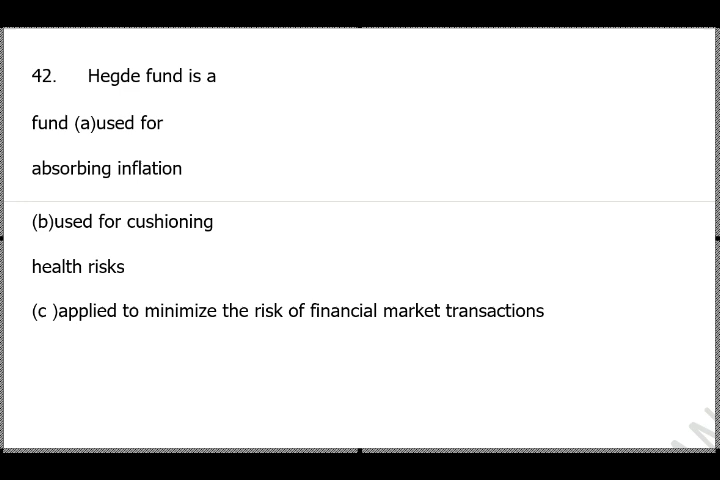 42. Hegde fund is a
fund (a)used for
absorbing inflation
(b)used for cushioning
health risks
(c )applied to minimize the risk of financial market transactions